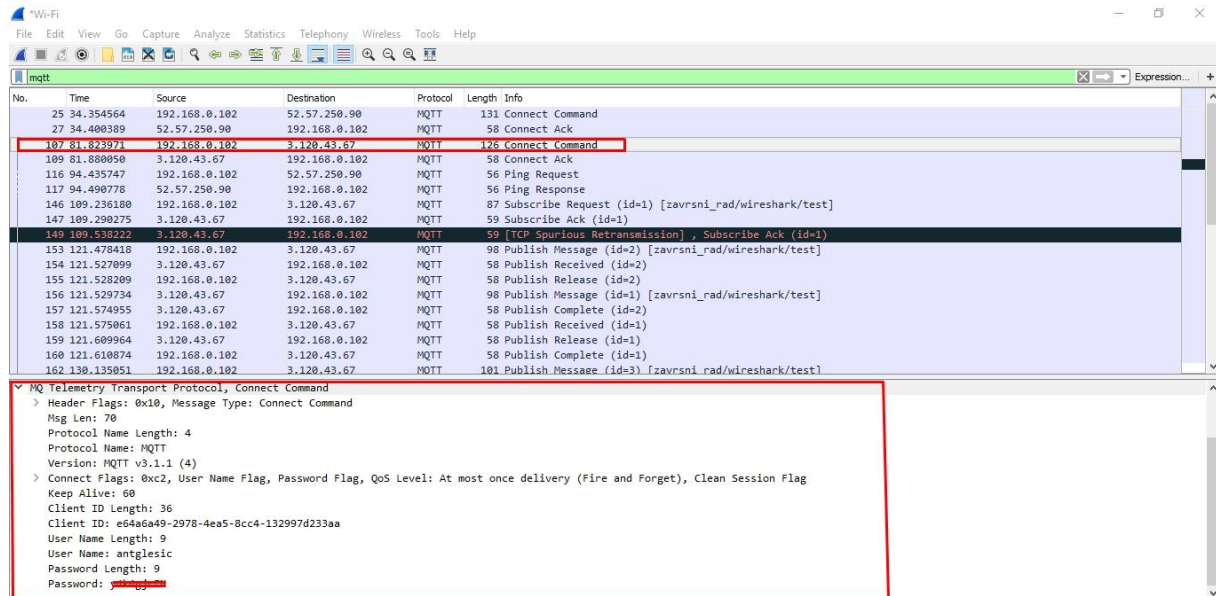 *Wi-Fi
File Edit View Go Capture Analyze Statistics Telephony Wireless Tools Help
mqtt Expression... +
No. Time Source Destination Protocol Length Info
25 34.354564 192.168.0.102 52.57.250.90 MQTT 131 Connect Command
27 34.400389 52.57.250.90 192.168.0.102 MQTT 58 Connect Ack
107 81.823971 192.168.0.102 3.120.43.67 MQTT 126 Connect Command
109 81.880050 3.120.43.67 192.168.0.102 MQTT 58 Connect Ack
116 94.435747 192.168.0.102 52.57.250.90 MQTT 56 Ping Request
117 94.490778 52.57.250.90 192.168.0.102 MQTT 56 Ping Response
146 109.236180 192.168.0.102 3.120.43.67 MQTT 87 Subscribe Request (id=1) [zavrsni_rad/wireshark/test]
147 109.290275 3.120.43.67 192.168.0.102 MQTT 59 Subscribe Ack (id=1)
149 109.538222 3.120.43.67 192.168.0.102 MQTT 59 [TCP Spurious Retransmission] , Subscribe Ack (id=1)
153 121.478418 192.168.0.102 3.120.43.67 MQTT 98 Publish Message (id=2) [zavrsni_rad/wireshark/test]
154 121.527099 3.120.43.67 192.168.0.102 MQTT 58 Publish Received (id=2)
155 121.528209 192.168.0.102 3.120.43.67 MQTT 58 Publish Release (id=2)
156 121.529734 3.120.43.67 192.168.0.102 MQTT 98 Publish Message (id=1) [zavrsni_rad/wireshark/test]
157 121.574955 3.120.43.67 192.168.0.102 MQTT 58 Publish Complete (id=2)
158 121.575061 192.168.0.102 3.120.43.67 MQTT 58 Publish Received (id=1)
159 121.609964 3.120.43.67 192.168.0.102 MQTT 58 Publish Release (id=1)
160 121.610874 192.168.0.102 3.120.43.67 MQTT 58 Publish Complete (id=1)
162 130.135051 192.168.0.102 3.120.43.67 MQTT 101 Publish Message (id=3) [zavrsni_rad/wireshark/test]
MQ Telemetry Transport Protocol, Connect Command
Header Flags: 0x10, Message Type: Connect Command
Msg Len: 70
Protocol Name Length: 4
Protocol Name: MQTT
Version: MQTT v3.1.1 (4)
Connect Flags: 0xc2, User Name Flag, Password Flag, QoS Level: At most once delivery (Fire and Forget), Clean Session Flag
Keep Alive: 60
Client ID Length: 36
Client ID: e64a6a49-2978-4ea5-8cc4-132997d233aa
User Name Length: 9
User Name: antglesic
Password Length: 9
Password: